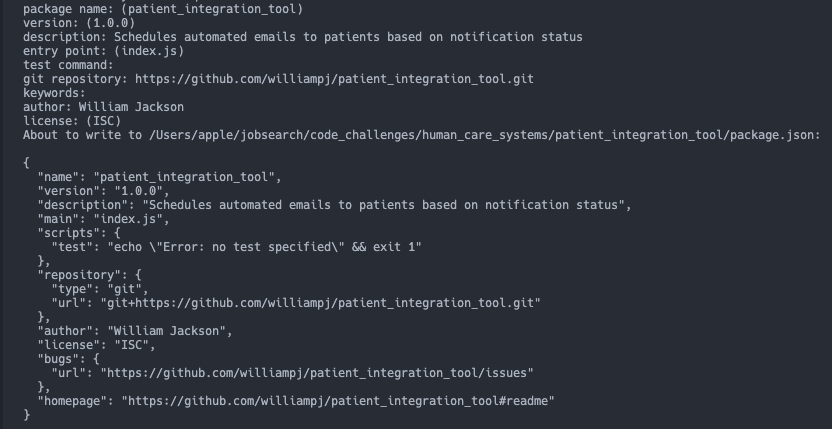 package name: (patient_integration_tool)
version: (1.0.0)
description: Schedules automated emails to patients based on notification status
entry point: (index.js)
test command:
git repository: https://github.com/williampj/patient_integration_tool.git
keywords:
author: William Jackson
license: (ISC)
About to write to /Users/apple/jobsearch/code_challenges/human_care_systems/patient_integration_tool/package.json:

{
  "name": "patient_integration_tool",
  "version": "1.0.0",
  "description": "Schedules automated emails to patients based on notification status",
  "main": "index.js",
  "scripts": {
    "test": "echo \"Error: no test specified\" && exit 1"
  },
  "repository": {
    "type": "git",
    "url": "git+https://github.com/williampj/patient_integration_tool.git"
  },
  "author": "William Jackson",
  "license": "ISC",
  "bugs": {
    "url": "https://github.com/williampj/patient_integration_tool/issues"
  },
  "homepage": "https://github.com/williampj/patient_integration_tool#readme"
}